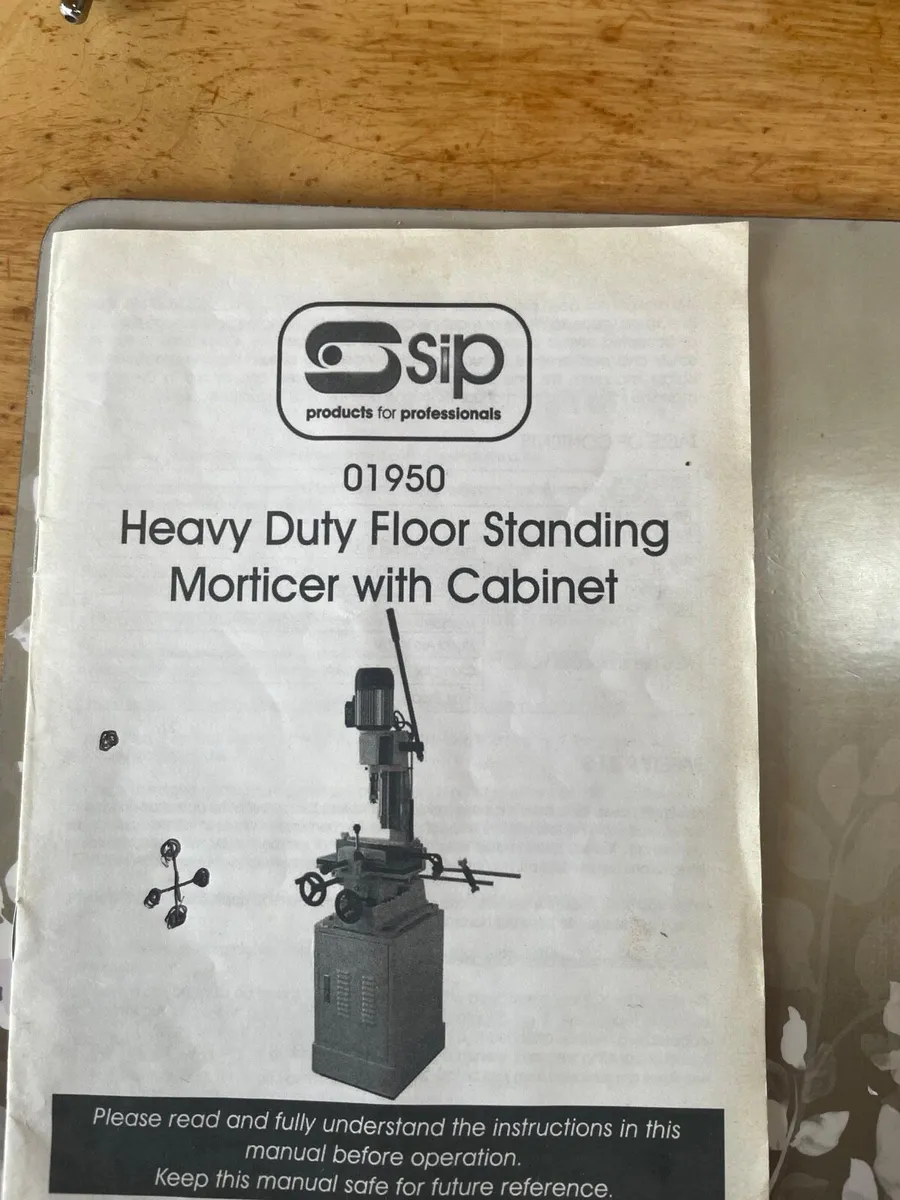 sip
products for professionals
01950
Heavy Duty Floor Standing
Morticer with Cabinet
Please read and fully understand the instructions in this
manual before operation.
Keep this manual safe for future reference.